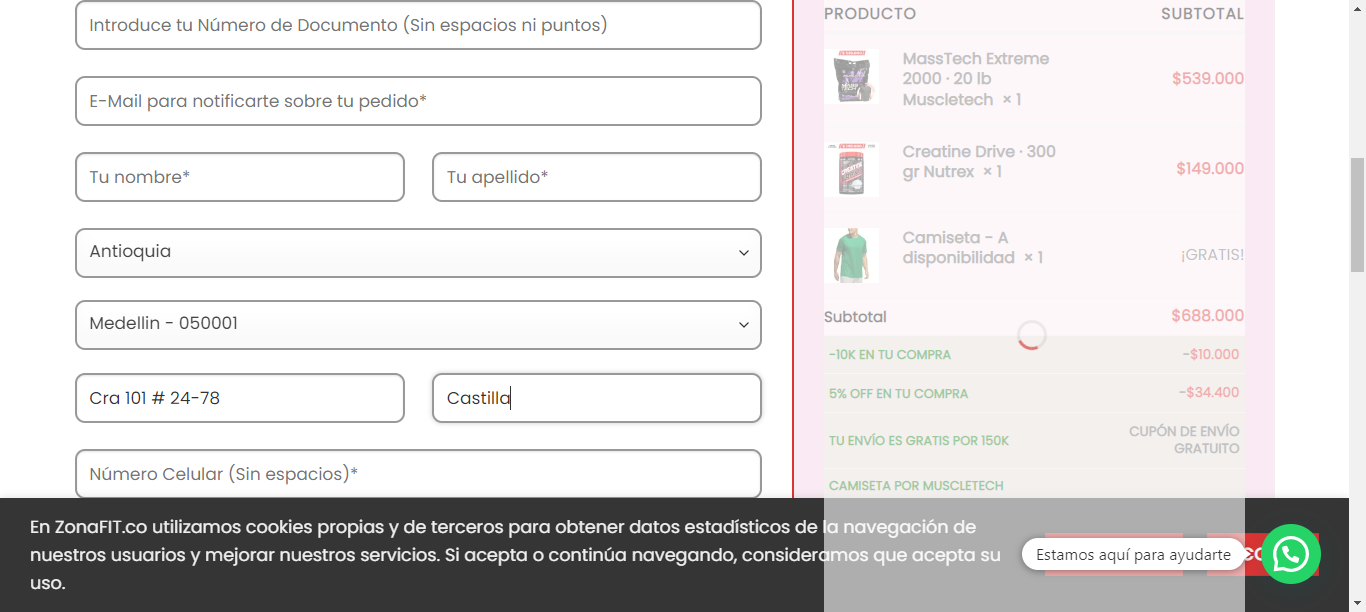 Introduce tu Número de Documento (Sin espacios ni puntos)
E-Mail para notificarte sobre tu pedido*
Tu nombre*
Tu apellido*
Antioquia
Medellin - 050001
Cra 101 # 24-78
Castilla
Número Celular (Sin espacios)*
PRODUCTO
SUBTOTAL
MassTech Extreme
2000 · 20 lb
Muscletech × 1
$539.000
Creatine Drive · 300
gr Nutrex × 1
$149.000
Camiseta - A
disponibilidad × 1
¡GRATIS!
Subtotal
$688.000
-10K EN TU COMPRA
-$10.000
5% OFF EN TU COMPRA
-$34.400
TU ENVÍO ES GRATIS POR 150K
CUPÓN DE ENVÍO
GRATUITO
CAMISETA POR MUSCLETECH
En ZonaFIT.co utilizamos cookies propias y de terceros para obtener datos estadísticos de la navegación de
nuestros usuarios y mejorar nuestros servicios. Si acepta o continúa navegando, consideramos que acepta su
uso.
Estamos aquí para ayudarte